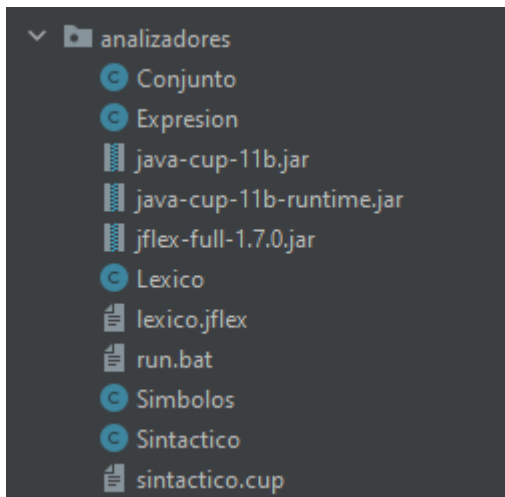 analizadores
C Conjunto
C Expresion
java-cup-11b.jar
java-cup-11b-runtime.jar
jflex-full-1.7.0.jar
C Lexico
lexico.jflex
run.bat
C Simbolos
C Sintactico
sintactico.cup